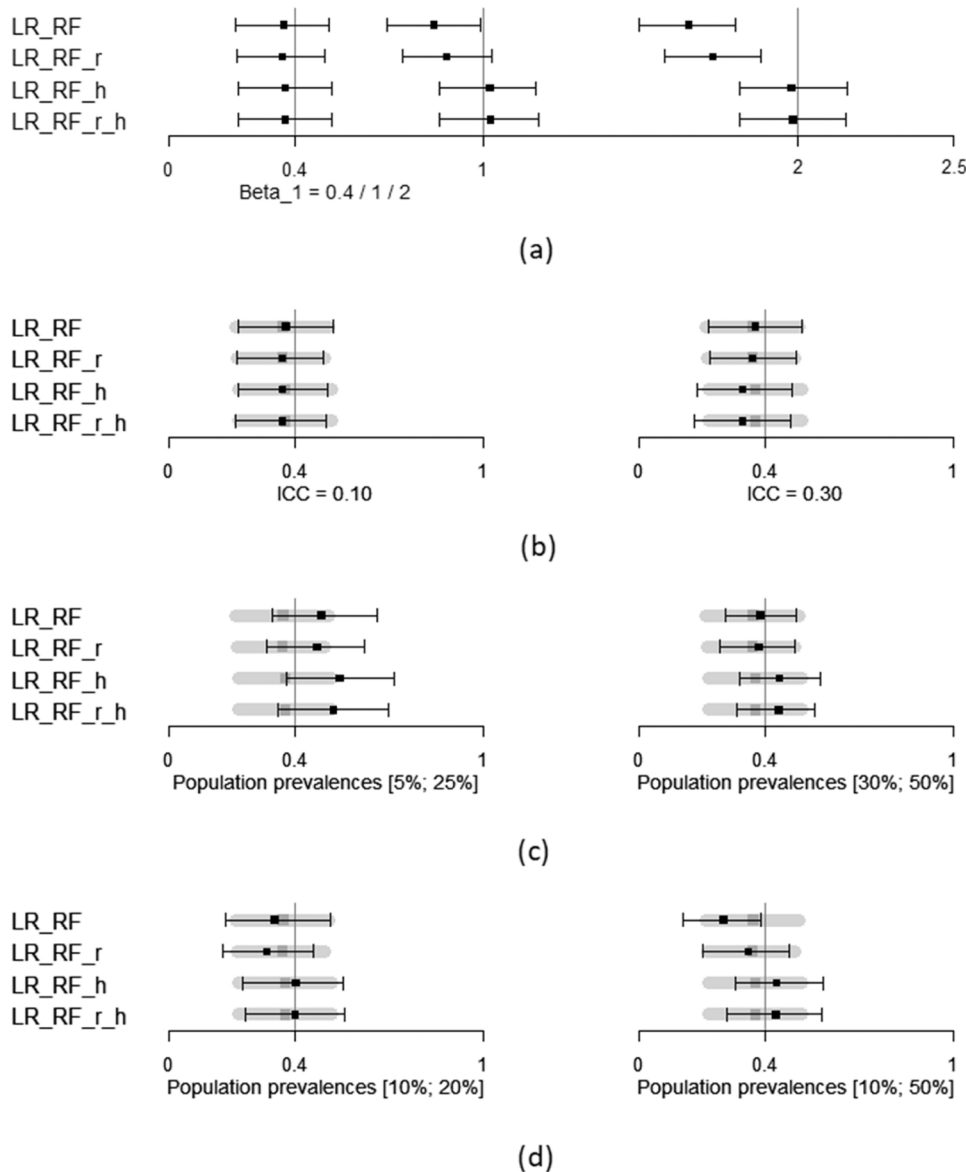 LR_RF
LR_RF_r
LR_RF_h
LR_RF_r_h
0 0.4 1 2 2.5
Beta_1 = 0.4 / 1 / 2
(a)
LR_RF
LR_RF_r
LR_RF_h
LR_RF_r_h
0 0.4 1 0 0.4 1
ICC = 0.10 ICC = 0.30
(b)
LR_RF
LR_RF_r
LR_RF_h
LR_RF_r_h
0 0.4 1 0 0.4 1
Population prevalences [5%; 25%] Population prevalences [30%; 50%]
(c)
LR_RF
LR_RF_r
LR_RF_h
LR_RF_r_h
0 0.4 1 0 0.4 1
Population prevalences [10%; 20%] Population prevalences [10%; 50%]
(d)